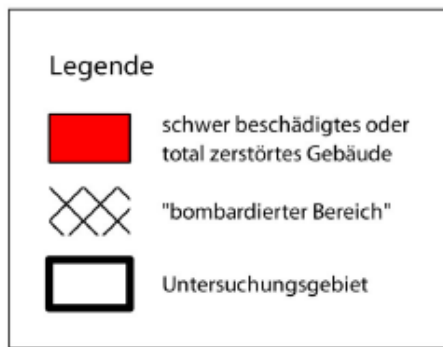 Legende
schwer beschädigtes oder
total zerstörtes Gebäude
"bombardierter Bereich"
Untersuchungsgebiet